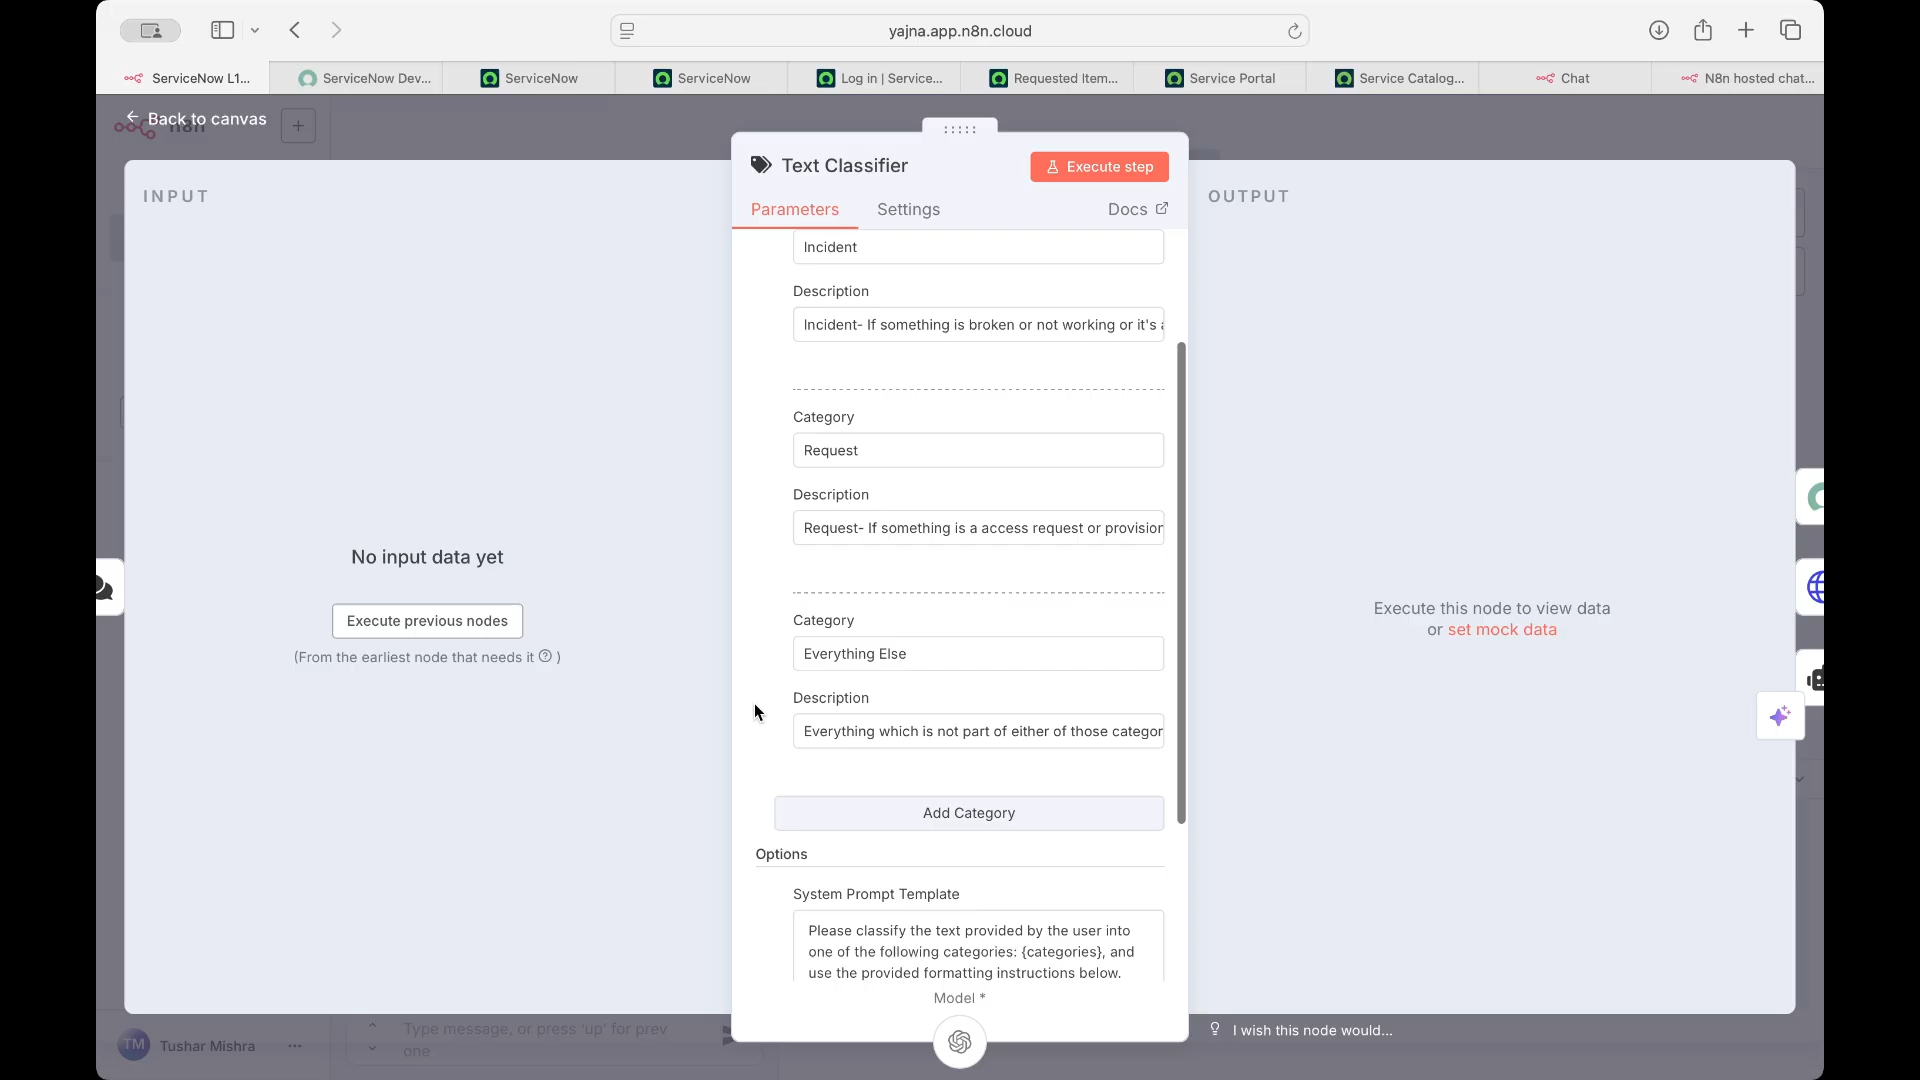 yajna.app.n8n.cloud
ServiceNow L1...
ServiceNow Dev...
ServiceNow
ServiceNow
Log in | Service...
Requested Item...
Service Portal
Service Catalog...
Chat
N8n hosted chat...
Back to canvas
n8n
Text Classifier
Execute step
INPUT
Parameters
Settings
Docs
OUTPUT
Incident
Description
Incident- If something is broken or not working or it's
Category
Request
Description
Request- If something is a access request or provision
Category
Everything Else
Description
Everything which is not part of either of those categor
Add Category
Options
System Prompt Template
Please classify the text provided by the user into
one of the following categories: {categories}, and
use the provided formatting instructions below.
Model *
No input data yet
Execute previous nodes
(From the earliest node that needs it ? )
Execute this node to view data
or set mock data
TM
Tushar Mishra
Type message, or press 'up' for prev
one
I wish this node would...